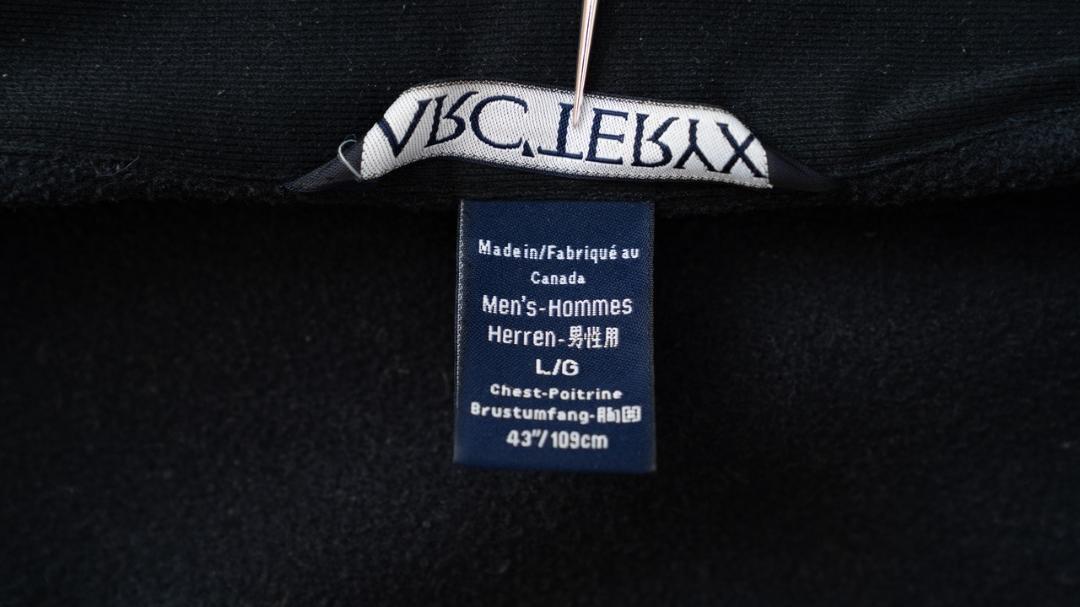 ARC'TERYX
Made in/Fabriqué au
Canada
Men's-Hommes
Herren-男性用
L/G
Chest-Poitrine
Brustumfang-胸囲
43"/109cm